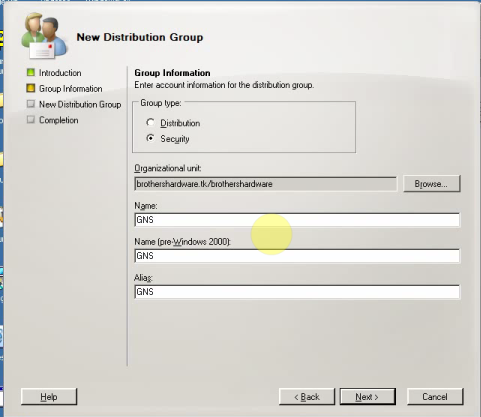 New Distribution Group
Introduction
Group Information
New Distribution Group
Completion
Group Information
Enter account information for the distribution group.
Group type:
Distribution
Security
Organizational unit:
brothershardware.tk/brothershardware
Browse...
Name:
GNS
Name (pre-Windows 2000):
GNS
Alias:
GNS
Help
< Back
Next >
Cancel